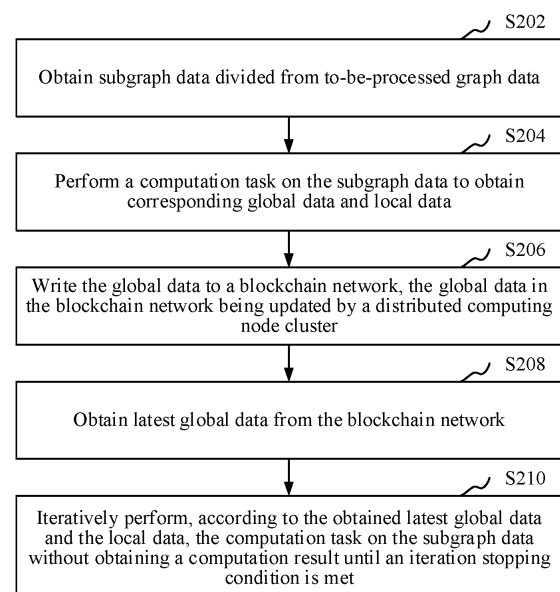 S202
Obtain subgraph data divided from to-be-processed graph data
S204
Perform a computation task on the subgraph data to obtain
corresponding global data and local data
S206
Write the global data to a blockchain network, the global data in
the blockchain network being updated by a distributed computing
node cluster
S208
Obtain latest global data from the blockchain network
S210
Iteratively perform, according to the obtained latest global data
and the local data, the computation task on the subgraph data
without obtaining a computation result until an iteration stopping
condition is met